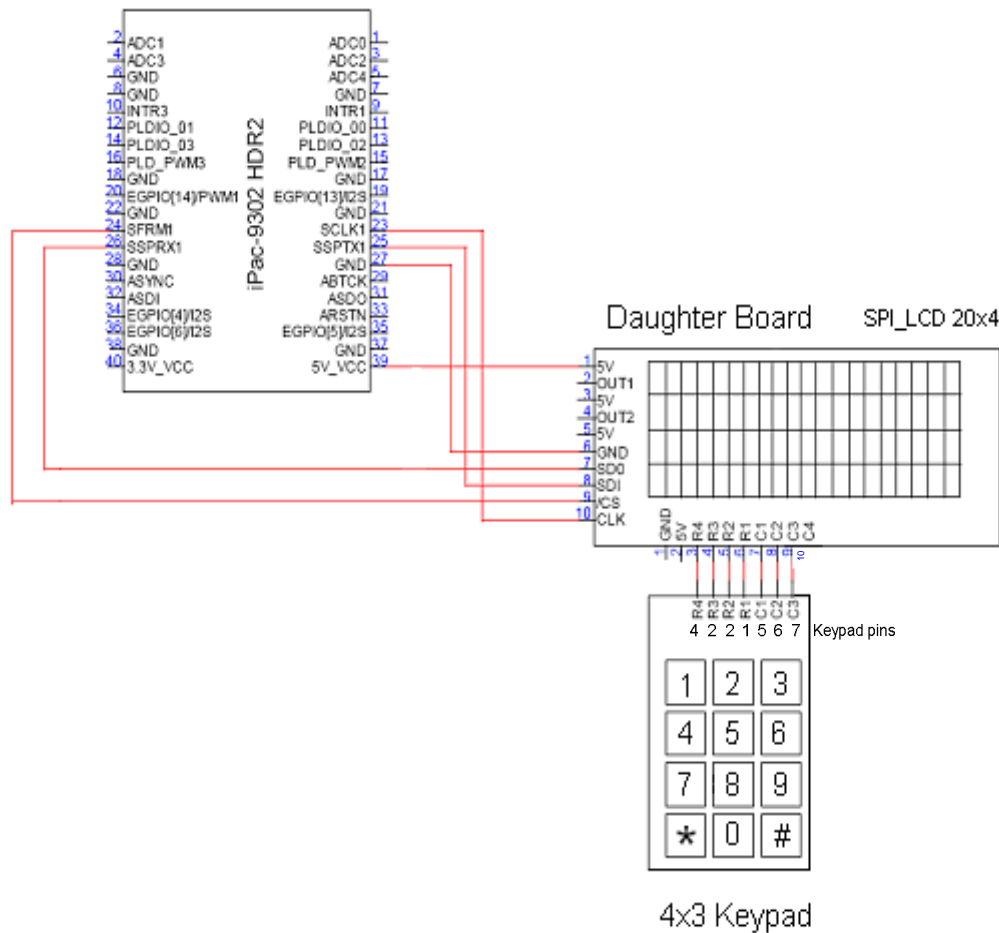 2 ADC1 ADC0 1
4 ADC3 ADC2 3
6 GND ADC4 5
8 GND GND 7
10 INTR3 INTR1 9
12 PLDIO_01 PLDIO_00 11
14 PLDIO_03 PLDIO_02 13
16 PLD_PWM3 PLD_PWM2 15
18 GND GND 17
20 EGPIO[14]/PWM1 EGPIO[13]/I2S 19
22 GND GND 21
24 SFRM1 SCLK1 23
26 SSPRX1 SSPTX1 25
28 GND GND 27
30 ASYNC ABTCK 29
32 ASDI ASDO 31
34 EGPIO[4]/I2S ARSTN 33
36 EGPIO[6]/I2S EGPIO[5]/I2S 35
38 GND GND 37
40 3.3V_VCC 5V_VCC 39
iPac-9302 HDR2
Daughter Board SPI_LCD 20x4
1 5V
2 OUT1
3 5V
4 OUT2
5 5V
6 GND
7 SDO
8 SDI
9 /CS
10 CLK
GND 5V R4 R3 R2 R1 C1 C2 C3 C4
1 2 3 4 5 6 7 8 9 10
R4 R3 R2 R1 C1 C2 C3
4 2 2 1 5 6 7 Keypad pins
1 2 3
4 5 6
7 8 9
* 0 #
4x3 Keypad